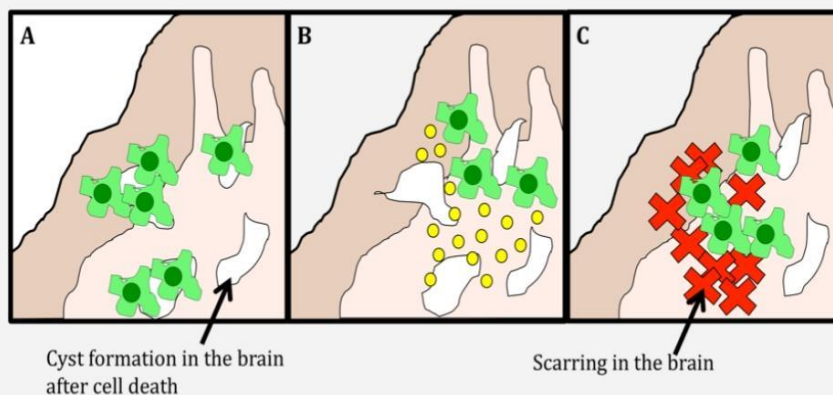 A
B
C
Cyst formation in the brain
after cell death
Scarring in the brain